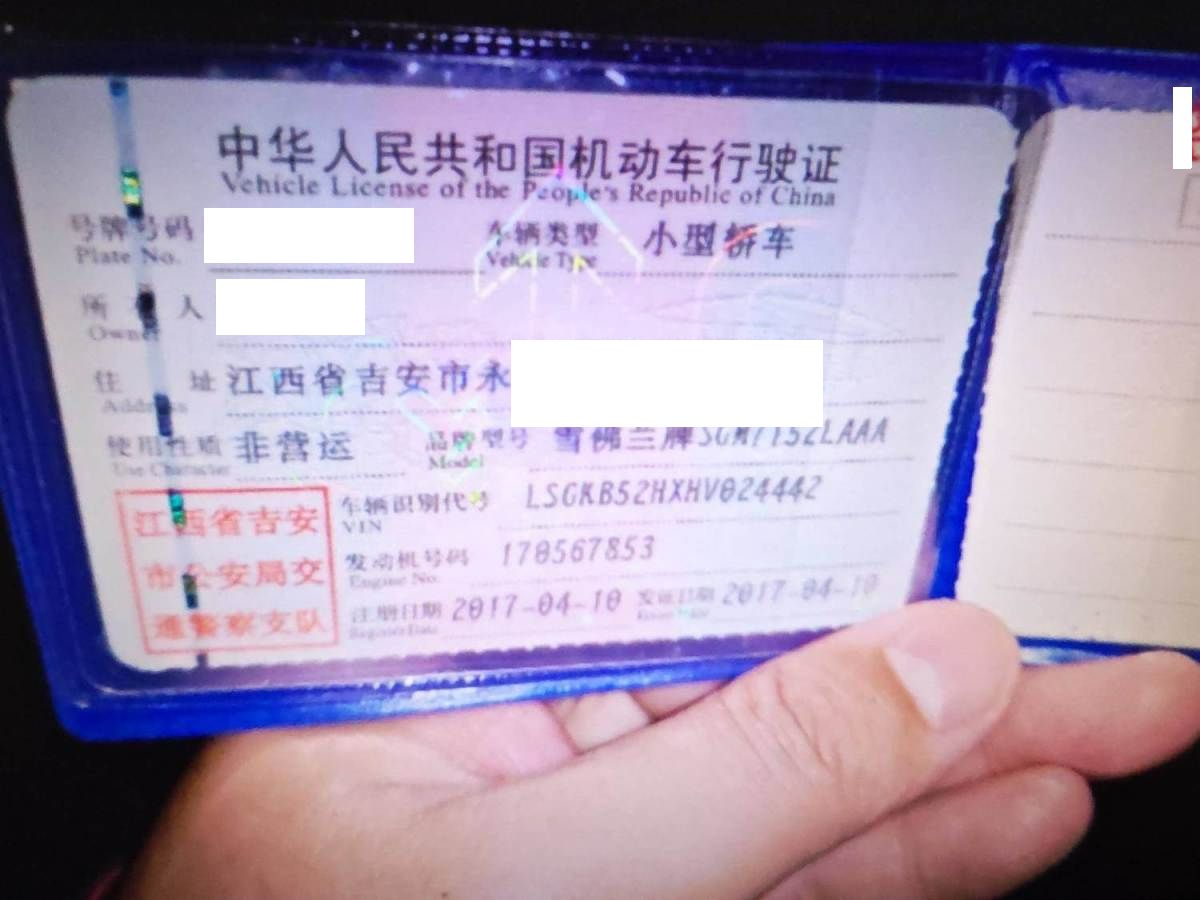 中华人民共和国机动车行驶证
Vehicle License of the People's Republic of China
号牌号码 车辆类型 小型轿车
Plate No. Vehicle Type
所 人
Owner
住 址 江西省吉安市永
Address
使用性质 非营运 品牌型号 雪佛兰牌SGM7152LAAA
Use Character Model
车辆识别代号 LSGKB52HXHV024442
VIN
发动机号码 170567853
Engine No.
注册日期 2017-04-10 发证日期 2017-04-10
Register Date Issue Date
江西省吉安
市公安局交
通警察支队